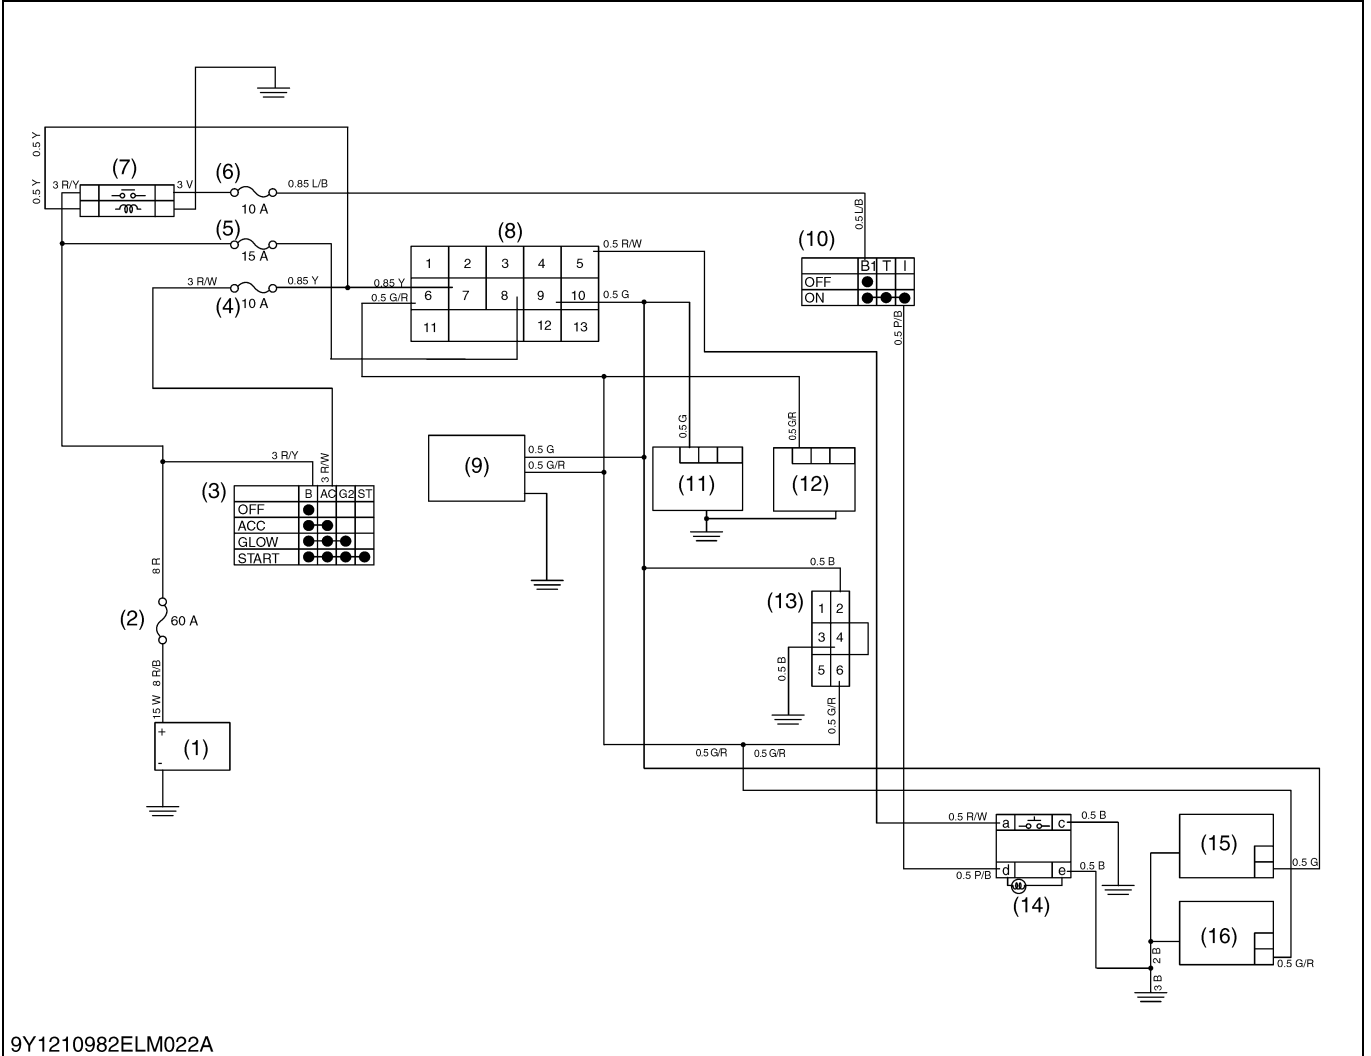 0.5 Y
0.5 Y
(7)
3 R/Y
3 V
(6)
0.85 L/B
10 A
(5)
15 A
3 R/W
0.85 Y
(4)
10 A
0.85 Y
0.5 G/R
(8)
1 2 3 4 5
6 7 8 9 10
11 12 13
0.5 R/W
0.5 G
0.5 L/B
(10)
B1 T I
OFF
ON
0.5 P/B
3 R/Y
3 R/W
(3)
B AC G2 ST
OFF
ACC
GLOW
START
(9)
0.5 G
0.5 G/R
0.5 G
(11)
0.5 G/R
(12)
8 R
(2)
60 A
8 R/B
15 W
+
(1)
-
0.5 B
(13)
1 2
3 4
5 6
0.5 B
0.5 G/R
0.5 G/R
0.5 G/R
0.5 R/W
a c
0.5 B
0.5 P/B
d e
0.5 B
(14)
(15)
0.5 G
(16)
0.5 G/R
2 B
3 B
9Y1210982ELM022A